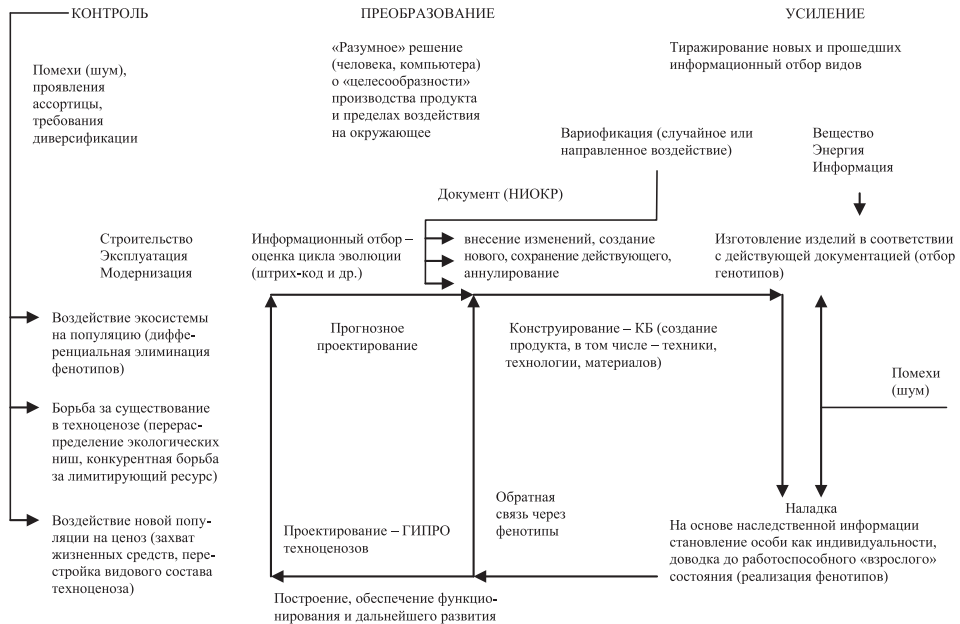 КОНТРОЛЬ
ПРЕОБРАЗОВАНИЕ
УСИЛЕНИЕ
Помехи (шум),
проявления
ассортицы,
требования
диверсификации
«Разумное» решение
(человека, компьютера)
о «целесообразности»
производства продукта
и пределах воздействия
на окружающее
Тиражирование новых и прошедших
информационный отбор видов
Вариофикация (случайное или
направленное воздействие)
Вещество
Энергия
Информация
Документ (НИОКР)
Строительство
Эксплуатация
Модернизация
Информационный отбор –
оценка цикла эволюции
(штрих-код и др.)
внесение изменений, создание
нового, сохранение действующего,
аннулирование
Изготовление изделий в соответствии
с действующей документацией (отбор
генотипов)
Воздействие экосистемы
на популяцию (диффе-
ренциальная элиминация
фенотипов)
Прогнозное
проектирование
Конструирование – КБ (создание
продукта, в том числе – техники,
технологии, материалов)
Помехи
(шум)
Борьба за существование
в техноценозе (перерас-
пределение экологических
ниш, конкурентная борьба
за лимитирующий ресурс)
Обратная
связь через
фенотипы
Наладка
На основе наследственной информации
становление особи как индивидуальности,
доводка до работоспособного «взрослого»
состояния (реализация фенотипов)
Воздействие новой попу-
ляции на ценоз (захват
жизненных средств, пере-
стройка видового состава
техноценоза)
Проектирование – ГИПРО
техноценозов
Построение, обеспечение функцио-
нирования и дальнейшего развития